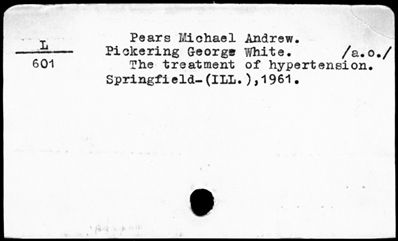 Pears Michael Andrew.
L
Pickering George White. /a.o./
601
The treatment of hypertension.
Springfield-(ILL.),1961.